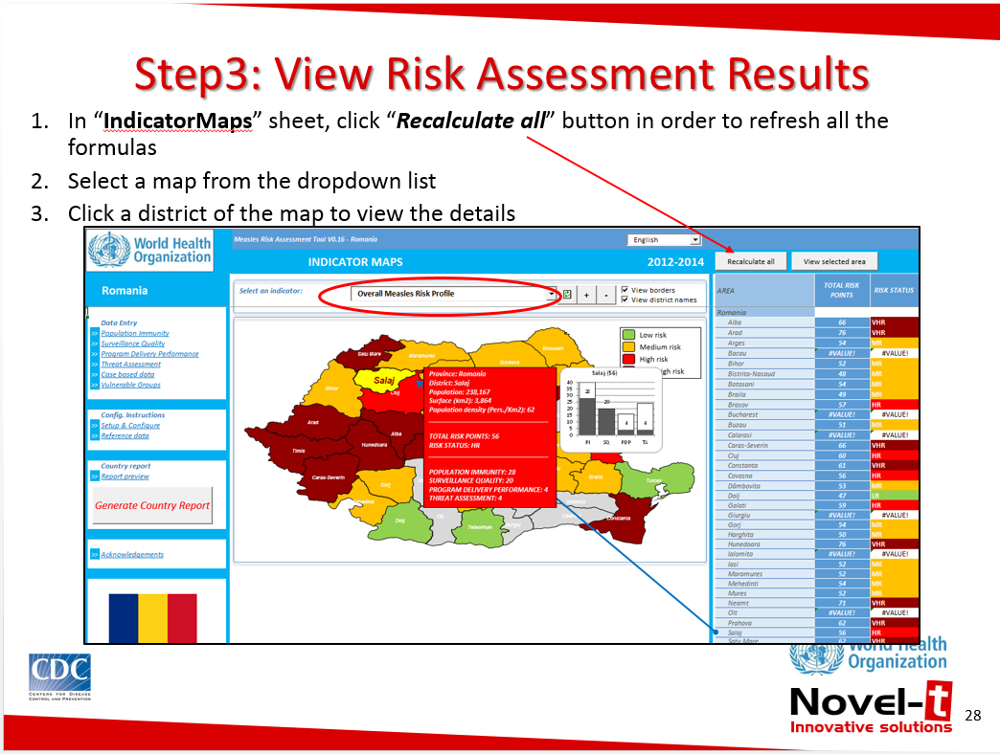 Step3: View Risk Assessment Results
1. In “IndicatorMaps” sheet, click “Recalculate all” button in order to refresh all the
formulas
2. Select a map from the dropdown list
3. Click a district of the map to view the details
World Health
Organization
Measles Risk Assessment Tool V0.16 - Romania
English
INDICATOR MAPS
2012-2014
Recalculate all
View selected area
Romania
Select an indicator:
Overall Measles Risk Profile
+
-
View borders
View district names
AREA
TOTAL RISK
POINTS
RISK STATUS
Data Entry
>> Population immunity
>> Surveillance Quality
>> Program Delivery Performance
>> Threat Assessment
>> Case based data
>> Vulnerable Groups
Config. Instructions
>> Setup & Configure
>> Reference data
Country report
>> Report preview
Generate Country Report
>> Acknowledgements
Low risk
Medium risk
High risk
gh risk
Satu Mare
Maramures
Suceava
Botosani
Bihor
Salaj
Cluj
Arad
Alba
Timis
Hunedoara
Caras-Severin
Gorj
Dolj
Olt
Teleorman
Braila
Tulcea
Ialomita
Constanta
Province: Romania
District: Salaj
Population: 238,167
Surface (km2): 3,864
Population density (Pers./Km2): 62
TOTAL RISK POINTS: 56
RISK STATUS: HR
POPULATION IMMUNITY: 28
SURVEILLANCE QUALITY: 20
PROGRAM DELIVERY PERFORMANCE: 4
THREAT ASSESSMENT: 4
Salaj (56)
40
35
30
25
20
15
10
5
0
28
20
4
4
PI SQ PDP TA
Romania
Alba 66 VHR
Arad 76 VHR
Arges 54 MR
Bacau #VALUE! #VALUE!
Bihor 52 MR
Bistrita-Nasaud 48 MR
Botosani 54 MR
Braila 49 MR
Brasov 57 HR
Bucharest #VALUE! #VALUE!
Buzau 51 MR
Calarasi #VALUE! #VALUE!
Caras-Severin 66 VHR
Cluj 60 HR
Constanta 61 VHR
Covasna 56 HR
Dâmbovita 53 MR
Dolj 47 LR
Galati 59 HR
Giurgiu #VALUE! #VALUE!
Gorj 54 MR
Harghita 50 MR
Hunedoara 76 VHR
Ialomita #VALUE! #VALUE!
Iasi 52 MR
Maramures 52 MR
Mehedinti 54 MR
Mures 52 MR
Neamt 71 VHR
Olt #VALUE! #VALUE!
Prahova 62 VHR
Salaj 56 HR
Satu Mare 62 VHR
CDC
CENTERS FOR DISEASE
CONTROL AND PREVENTION
World Health
Organization
Novel-t
Innovative solutions
28